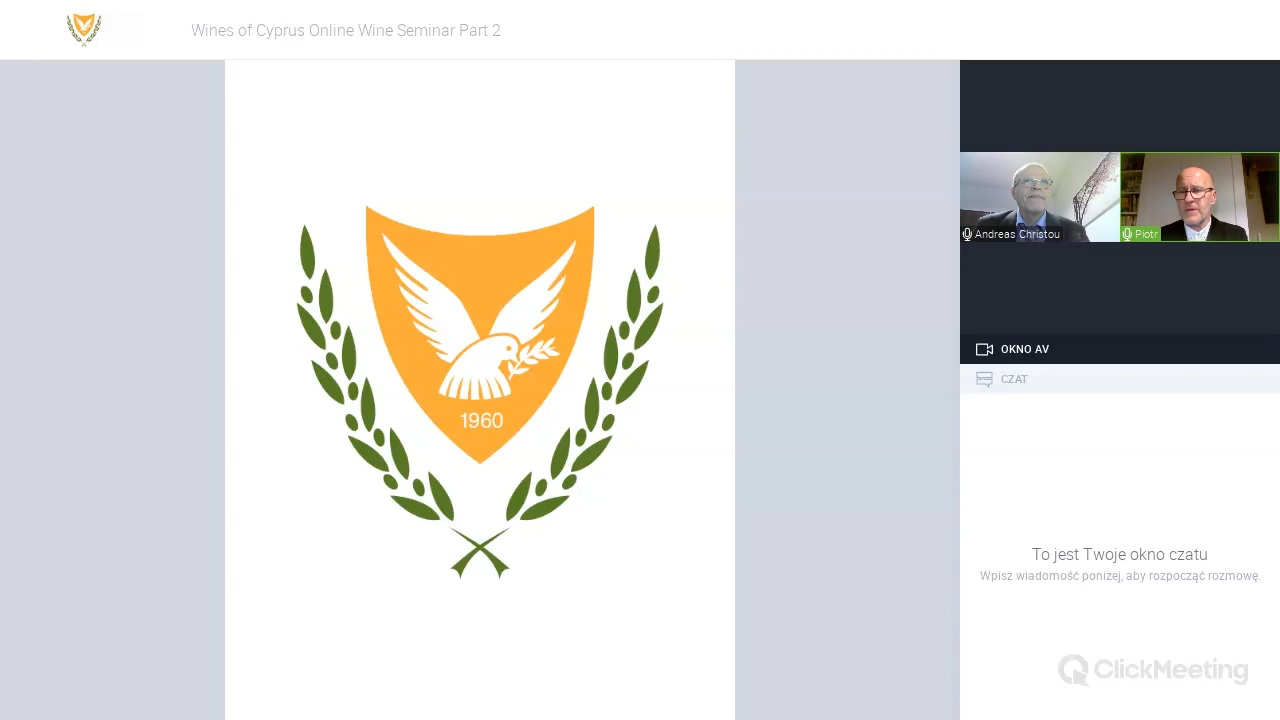 Wines of Cyprus Online Wine Seminar Part 2
1960
Andreas Christou
Piotr
OKNO AV
CZAT
To jest Twoje okno czatu
Wpisz wiadomość poniżej, aby rozpocząć rozmowę.
ClickMeeting